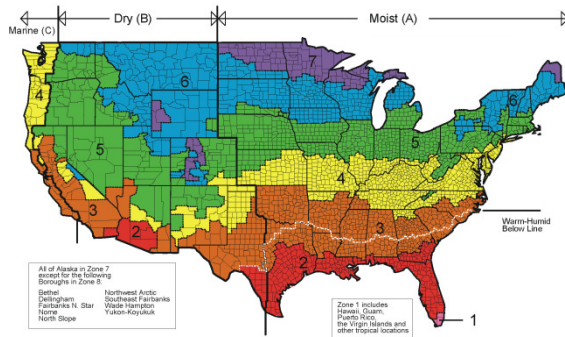 Marine (C)
Dry (B)
Moist (A)
7
6
6
4
5
5
4
3
3
2
2
Warm-Humid
Below Line
All of Alaska in Zone 7
except for the following
Boroughs in Zone 8:
Bethel
Dellingham
Fairbanks N. Star
Nome
North Slope
Northwest Arctic
Southeast Fairbanks
Wade Hampton
Yukon-Koyukuk
Zone 1 includes
Hawaii, Guam,
Puerto Rico,
the Virgin Islands and
other tropical locations
1